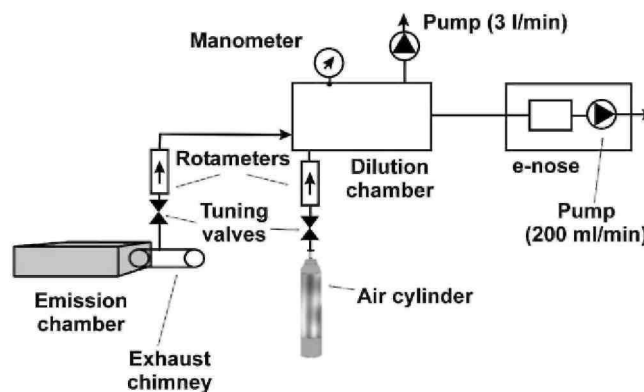 Pump (3 l/min)
Manometer
Rotameters
Dilution
chamber
e-nose
Tuning
valves
Pump
(200 ml/min)
Air cylinder
Emission
chamber
Exhaust
chimney